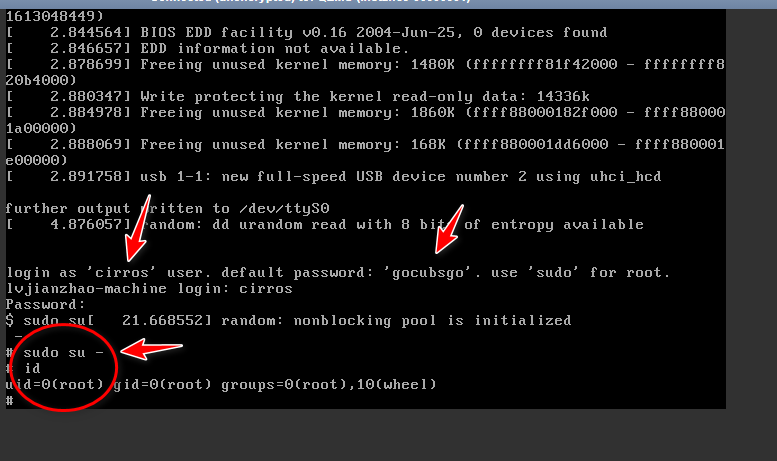 1613048449)
[    2.844564] BIOS EDD facility v0.16 2004-Jun-25, 0 devices found
[    2.846657] EDD information not available.
[    2.878699] Freeing unused kernel memory: 1480K (ffffffff81f42000 - ffffffff8
20b4000)
[    2.880347] Write protecting the kernel read-only data: 14336k
[    2.884978] Freeing unused kernel memory: 1860K (ffff88000182f000 - ffff88000
1a00000)
[    2.888069] Freeing unused kernel memory: 168K (ffff880001dd6000 - ffff880001
e00000)
[    2.891758] usb 1-1: new full-speed USB device number 2 using uhci_hcd
further output written to /dev/ttyS0
[    4.876057] random: dd urandom read with 8 bits of entropy available
login as 'cirros' user. default password: 'gocubsgo'. use 'sudo' for root.
lvjianzhao-machine login: cirros
Password:
$ sudo su[   21.668552] random: nonblocking pool is initialized
 -
# sudo su -
# id
uid=0(root) gid=0(root) groups=0(root),10(wheel)
#